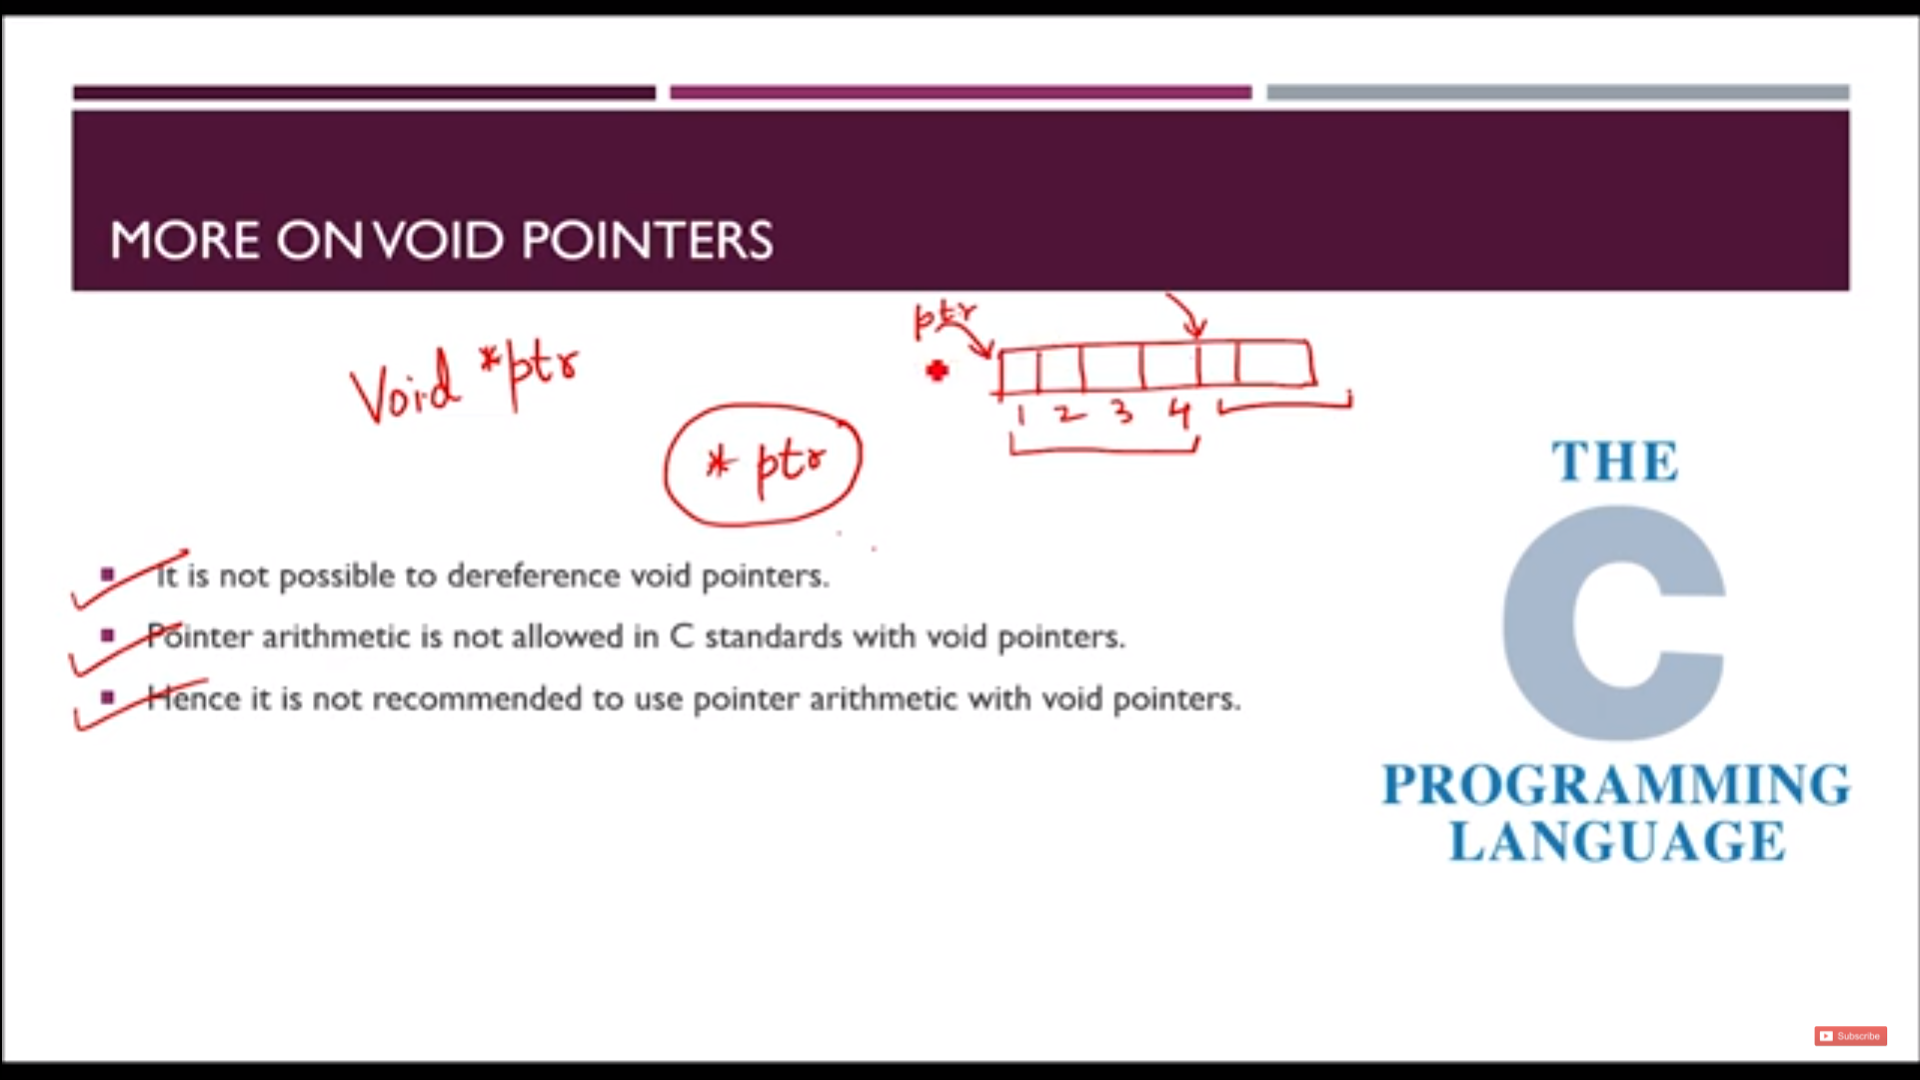 MORE ON VOID POINTERS
ptr
Void *ptr
1 2 3 4
* ptr
It is not possible to dereference void pointers.
Pointer arithmetic is not allowed in C standards with void pointers.
Hence it is not recommended to use pointer arithmetic with void pointers.
THE
C
PROGRAMMING
LANGUAGE
Subscribe